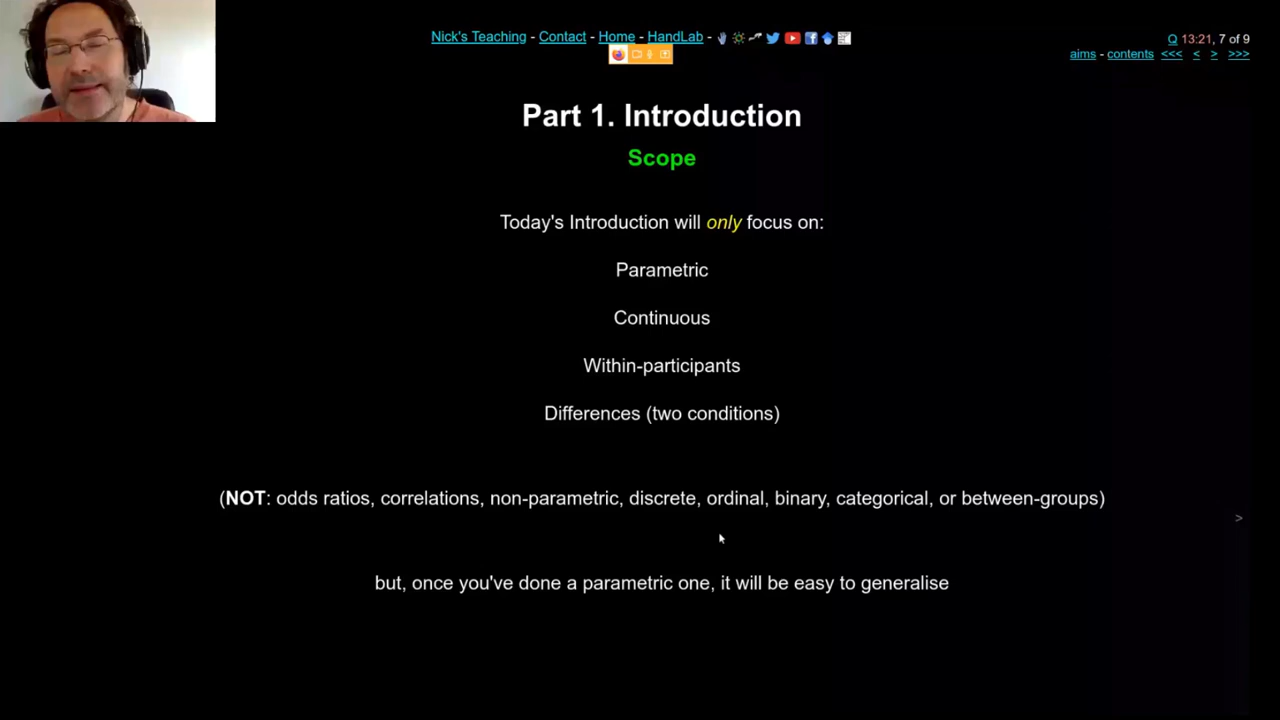 Nick's Teaching - Contact - Home - HandLab -
Q 13:21, 7 of 9
aims - contents <<< < > >>>
Part 1. Introduction
Scope
Today's Introduction will only focus on:
Parametric
Continuous
Within-participants
Differences (two conditions)
(NOT: odds ratios, correlations, non-parametric, discrete, ordinal, binary, categorical, or between-groups)
>
but, once you've done a parametric one, it will be easy to generalise